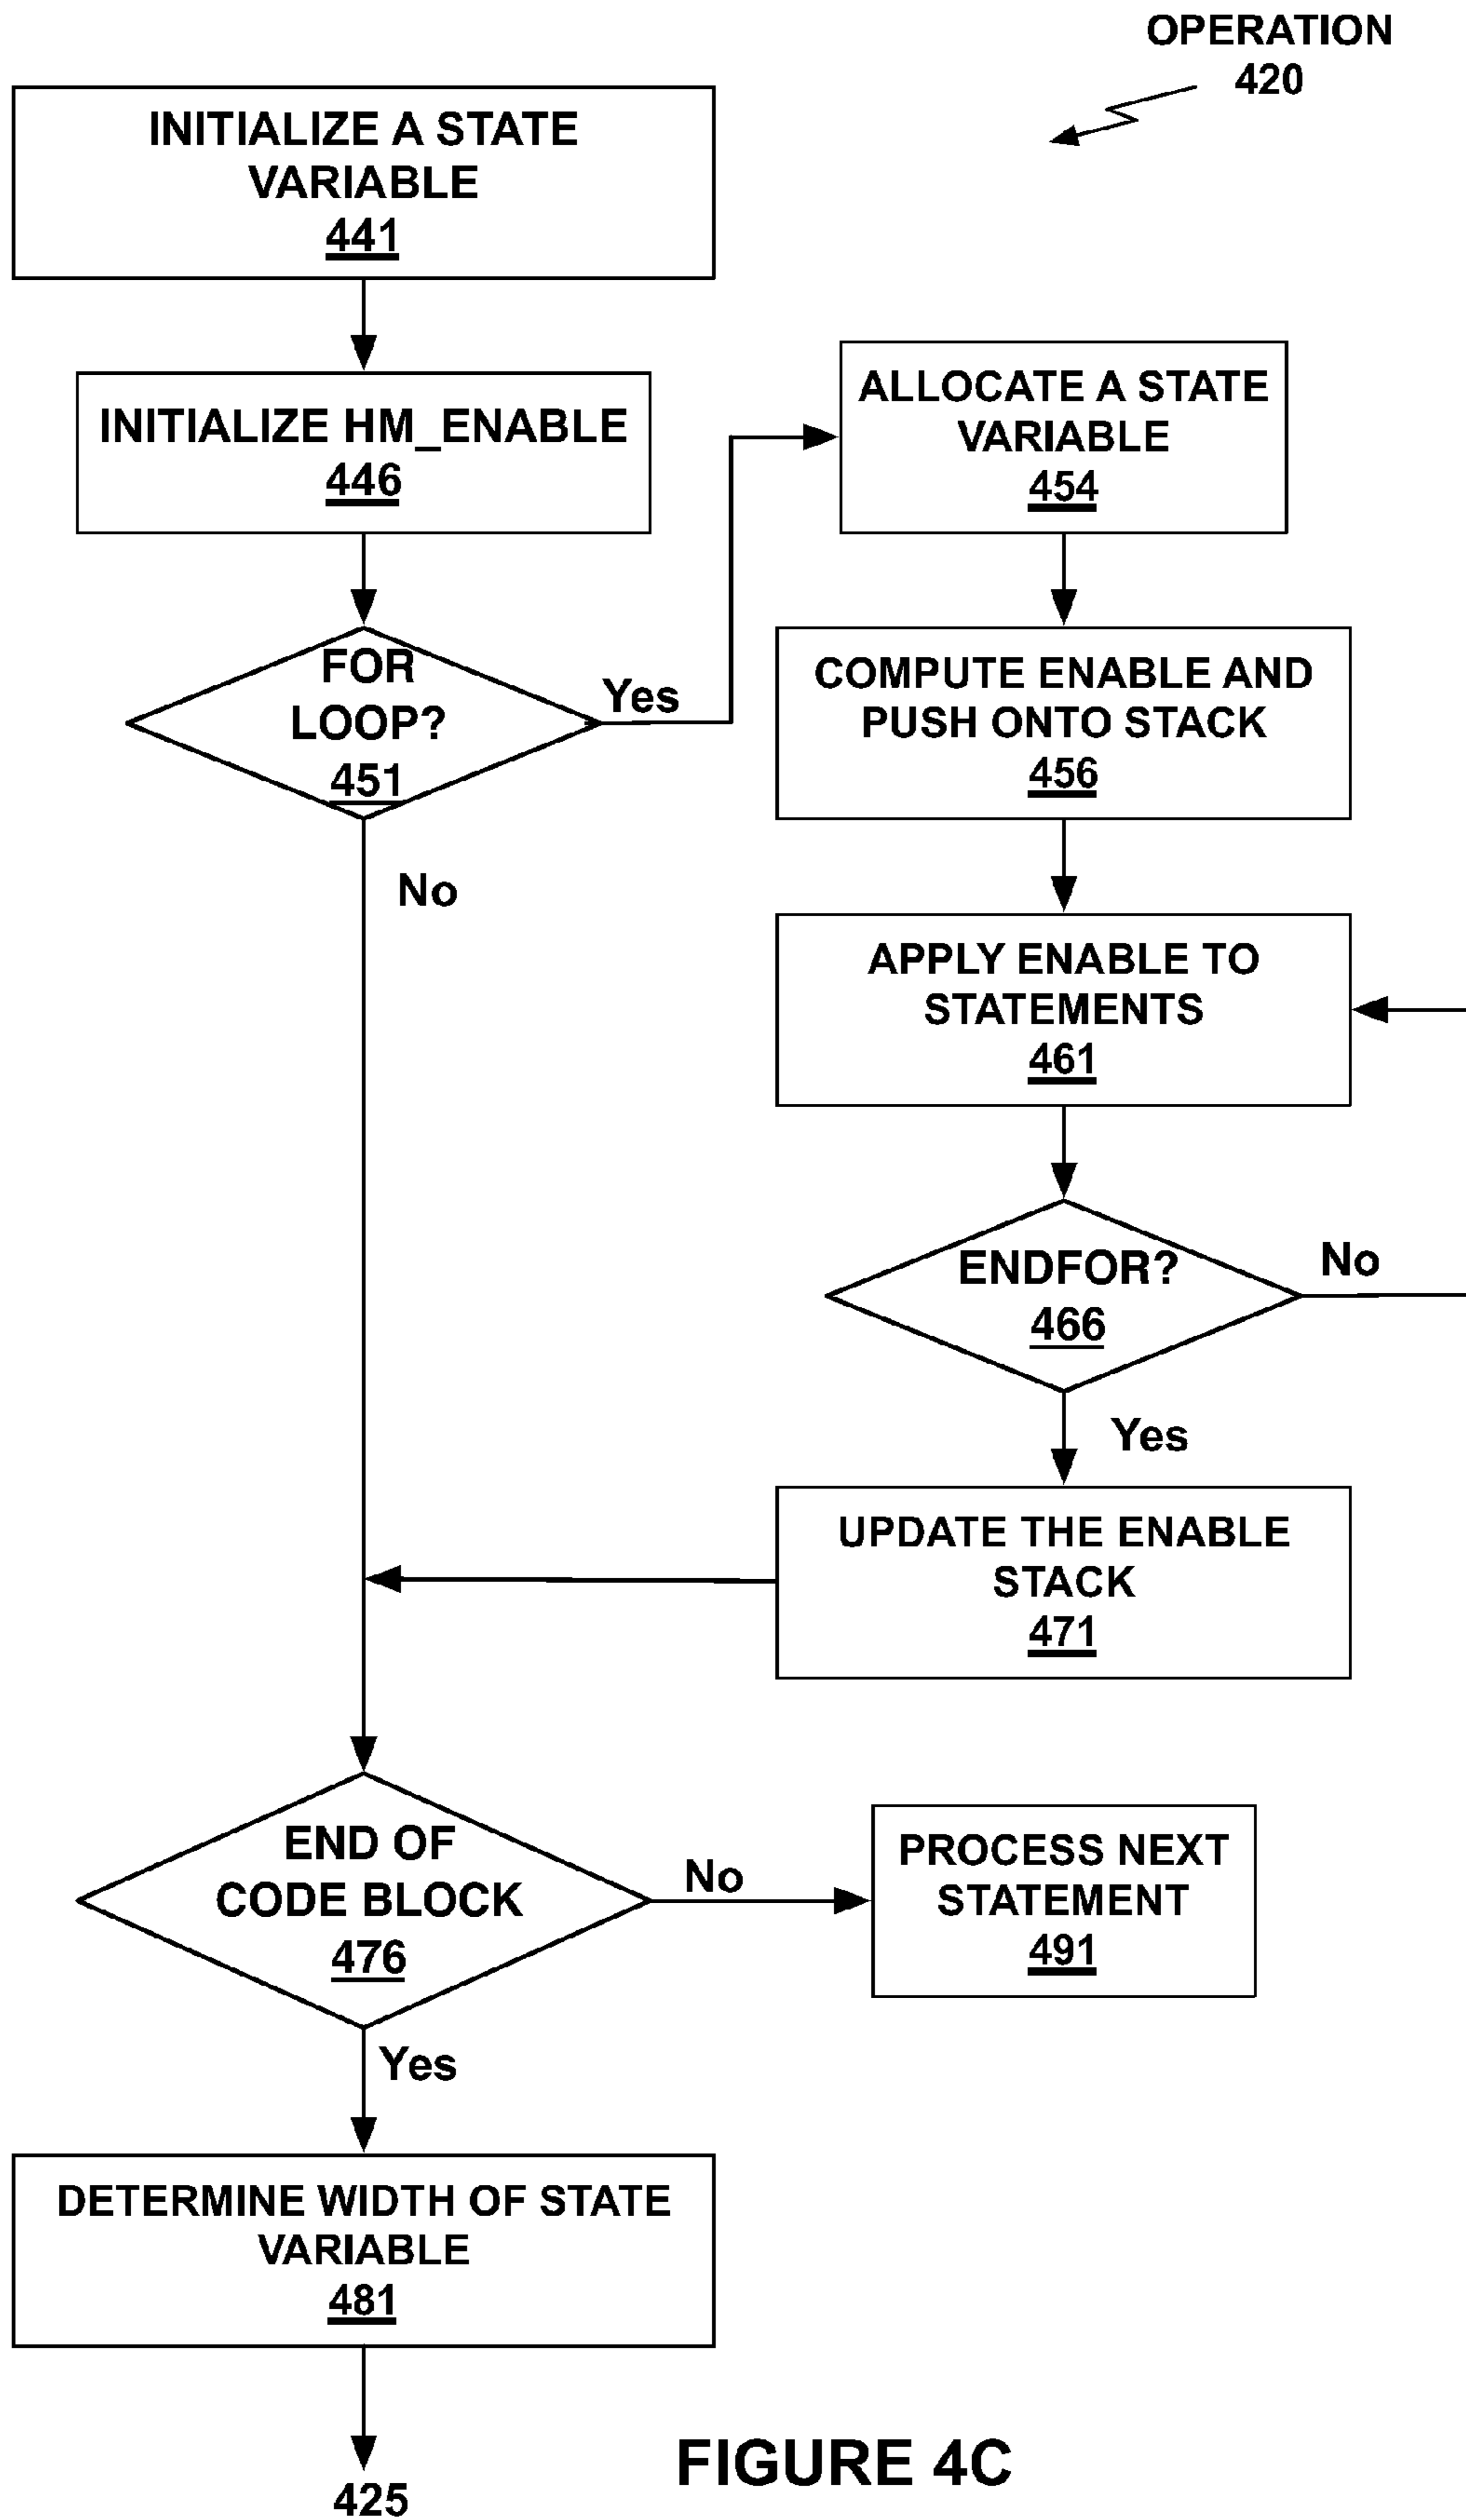 OPERATION
420
INITIALIZE A STATE
VARIABLE
441
INITIALIZE HM_ENABLE
446
ALLOCATE A STATE
VARIABLE
454
FOR
LOOP?
451
Yes
COMPUTE ENABLE AND
PUSH ONTO STACK
456
No
APPLY ENABLE TO
STATEMENTS
461
ENDFOR?
466
No
Yes
UPDATE THE ENABLE
STACK
471
END OF
CODE BLOCK
476
No
PROCESS NEXT
STATEMENT
491
Yes
DETERMINE WIDTH OF STATE
VARIABLE
481
425
FIGURE 4C